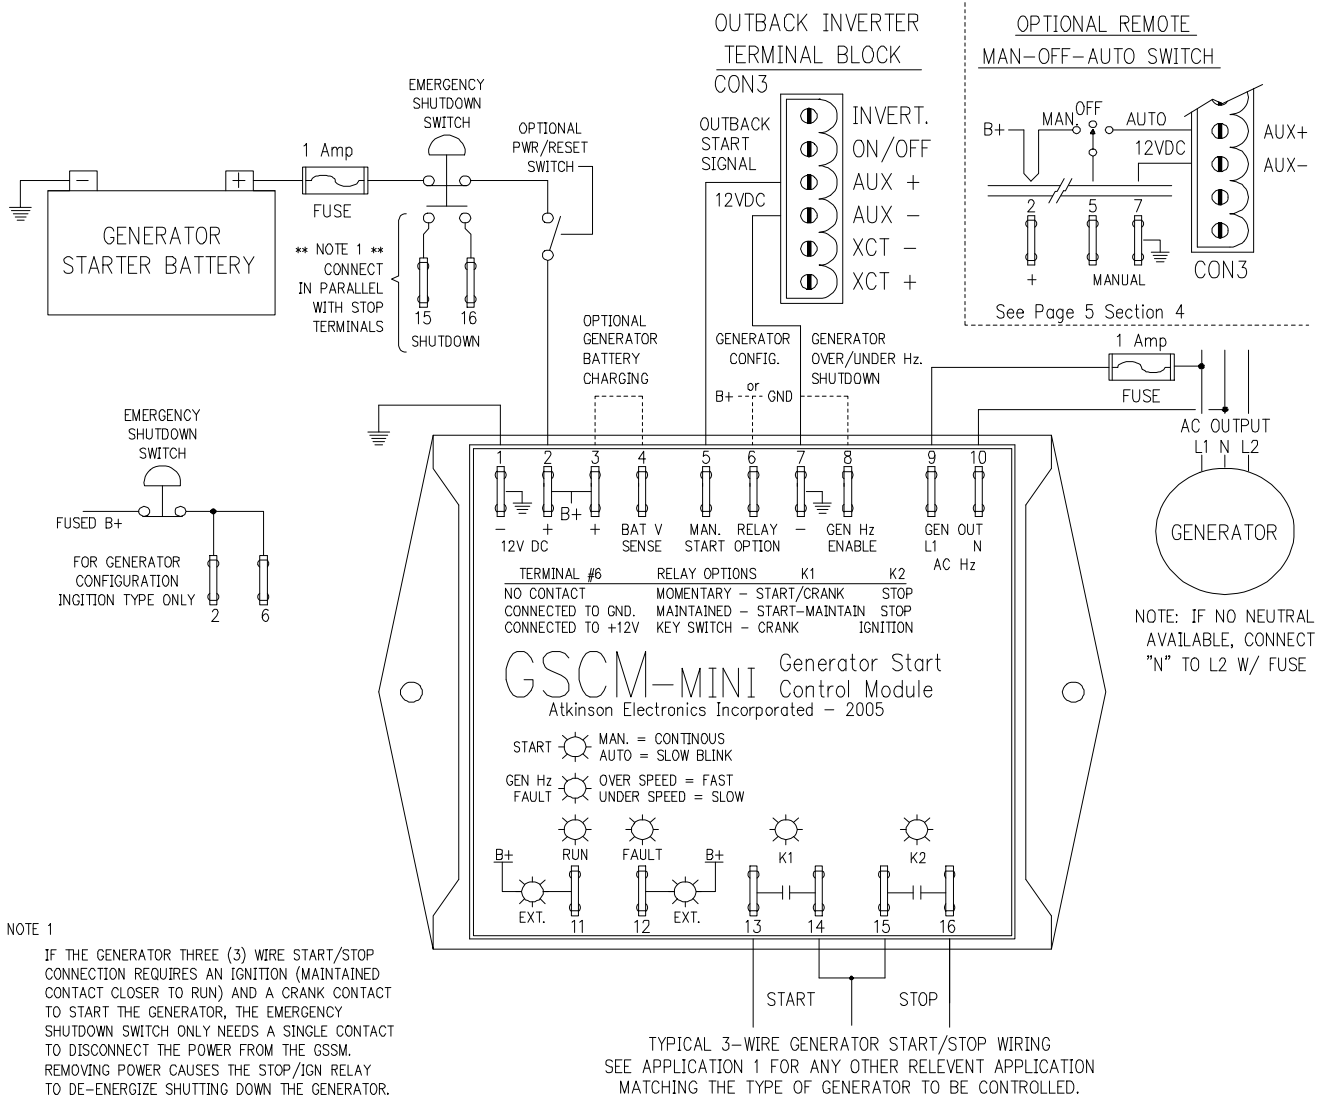 OUTBACK INVERTER
TERMINAL BLOCK
CON3
OUTBACK
START
SIGNAL
12VDC
INVERT.
ON/OFF
AUX +
AUX -
XCT -
XCT +
OPTIONAL REMOTE
MAN-OFF-AUTO SWITCH
B+
MAN.
OFF
AUTO
12VDC
AUX+
AUX-
2
5
7
+
MANUAL
CON3
See Page 5 Section 4
EMERGENCY
SHUTDOWN
SWITCH
OPTIONAL
PWR/RESET
SWITCH
1 Amp
FUSE
-
+
GENERATOR
STARTER BATTERY
** NOTE 1 **
CONNECT
IN PARALLEL
WITH STOP
TERMINALS
15
16
SHUTDOWN
OPTIONAL
GENERATOR
BATTERY
CHARGING
GENERATOR
CONFIG.
B+
or
GND
GENERATOR
OVER/UNDER Hz.
SHUTDOWN
1 Amp
FUSE
AC OUTPUT
L1 N L2
GENERATOR
NOTE: IF NO NEUTRAL
AVAILABLE, CONNECT
"N" TO L2 W/ FUSE
EMERGENCY
SHUTDOWN
SWITCH
FUSED B+
FOR GENERATOR
CONFIGURATION
INGITION TYPE ONLY
2
6
1 2 3 4 5 6 7 8 9 10
B+
- + + BAT V MAN. RELAY - GEN Hz GEN OUT
12V DC SENSE START OPTION ENABLE L1 N
AC Hz
TERMINAL #6 RELAY OPTIONS K1 K2
NO CONTACT MOMENTARY - START/CRANK STOP
CONNECTED TO GND. MAINTAINED - START-MAINTAIN STOP
CONNECTED TO +12V KEY SWITCH - CRANK IGNITION
GSCM-MINI Generator Start
Control Module
Atkinson Electronics Incorporated - 2005
START
MAN. = CONTINOUS
AUTO = SLOW BLINK
GEN Hz
FAULT
OVER SPEED = FAST
UNDER SPEED = SLOW
B+ RUN FAULT B+ K1 K2
EXT. EXT.
11 12 13 14 15 16
START STOP
TYPICAL 3-WIRE GENERATOR START/STOP WIRING
SEE APPLICATION 1 FOR ANY OTHER RELEVENT APPLICATION
MATCHING THE TYPE OF GENERATOR TO BE CONTROLLED.
NOTE 1
IF THE GENERATOR THREE (3) WIRE START/STOP
CONNECTION REQUIRES AN IGNITION (MAINTAINED
CONTACT CLOSER TO RUN) AND A CRANK CONTACT
TO START THE GENERATOR, THE EMERGENCY
SHUTDOWN SWITCH ONLY NEEDS A SINGLE CONTACT
TO DISCONNECT THE POWER FROM THE GSSM.
REMOVING POWER CAUSES THE STOP/IGN RELAY
TO DE-ENERGIZE SHUTTING DOWN THE GENERATOR.